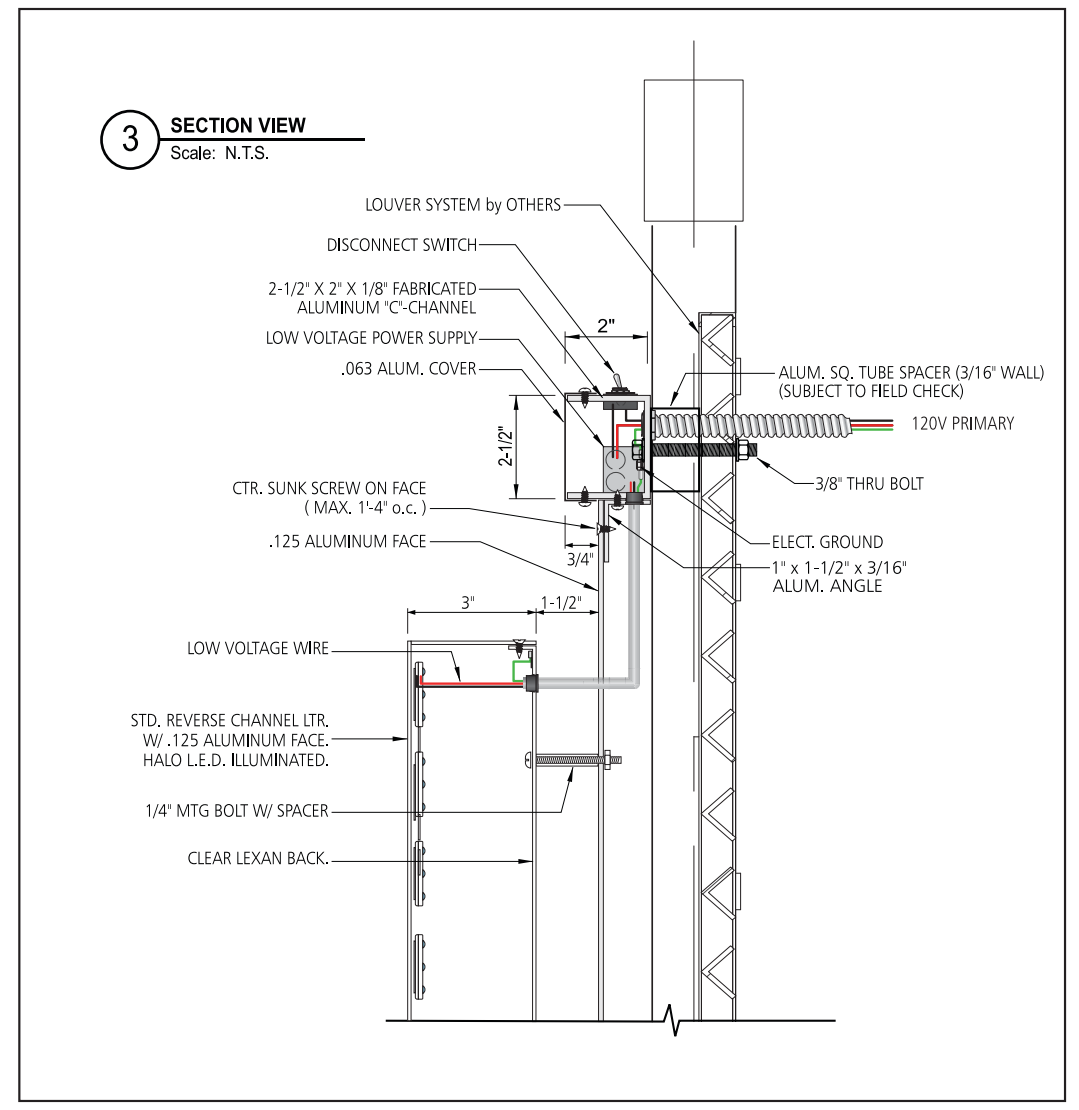 3
SECTION VIEW
Scale: N.T.S.
LOUVER SYSTEM by OTHERS
DISCONNECT SWITCH
2-1/2" X 2" X 1/8" FABRICATED
ALUMINUM "C"-CHANNEL
LOW VOLTAGE POWER SUPPLY
.063 ALUM. COVER
2"
2-1/2"
ALUM. SQ. TUBE SPACER (3/16" WALL)
(SUBJECT TO FIELD CHECK)
120V PRIMARY
3/8" THRU BOLT
CTR. SUNK SCREW ON FACE
( MAX. 1'-4" o.c. )
.125 ALUMINUM FACE
3/4"
ELECT. GROUND
1" x 1-1/2" x 3/16"
ALUM. ANGLE
3"
1-1/2"
LOW VOLTAGE WIRE
STD. REVERSE CHANNEL LTR.
W/ .125 ALUMINUM FACE.
HALO L.E.D. ILLUMINATED.
1/4" MTG BOLT W/ SPACER
CLEAR LEXAN BACK.